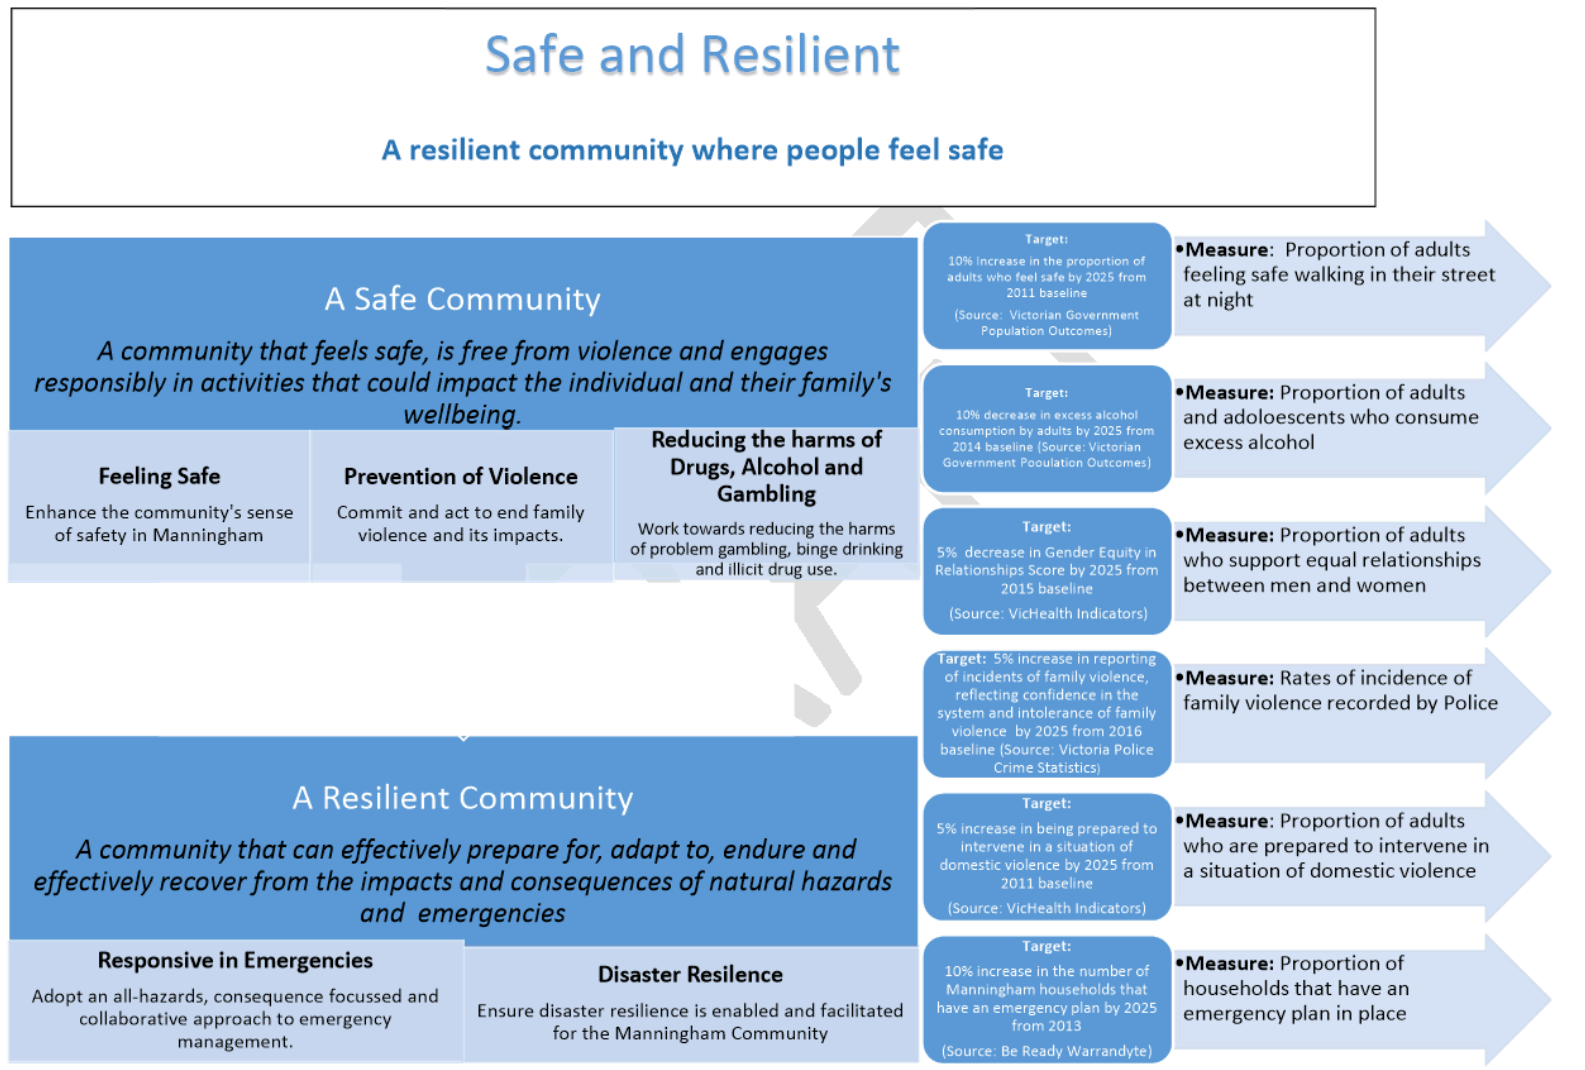 Safe and Resilient
A resilient community where people feel safe
A Safe Community
A community that feels safe, is free from violence and engages
responsibly in activities that could impact the individual and their family's
wellbeing.
Feeling Safe
Enhance the community's sense
of safety in Manningham
Prevention of Violence
Commit and act to end family
violence and its impacts.
Reducing the harms of
Drugs, Alcohol and
Gambling
Work towards reducing the harms
of problem gambling, binge drinking
and illicit drug use.
A Resilient Community
A community that can effectively prepare for, adapt to, endure and
effectively recover from the impacts and consequences of natural hazards
and  emergencies
Responsive in Emergencies
Adopt an all-hazards, consequence focussed and
collaborative approach to emergency
management.
Disaster Resilence
Ensure disaster resilience is enabled and facilitated
for the Manningham Community
Target:
10% Increase in the proportion of
adults who feel safe by 2025 from
2011 baseline
(Source:  Victorian Government
Population Outcomes)
•Measure:  Proportion of adults
feeling safe walking in their street
at night
Target:
10% decrease in excess alcohol
consumption by adults by 2025 from
2014 baseline (Source: Victorian
Government Pooulation Outcomes)
•Measure: Proportion of adults
and adoloescents who consume
excess alcohol
Target:
5%  decrease in Gender Equity in
Relationships Score by 2025 from
2015 baseline
(Source: VicHealth Indicators)
•Measure: Proportion of adults
who support equal relationships
between men and women
Target:  5% increase in reporting
of incidents of family violence,
reflecting confidence in the
system and intolerance of family
violence  by 2025 from 2016
baseline (Source: Victoria Police
Crime Statistics)
•Measure: Rates of incidence of
family violence recorded by Police
Target:
5% increase in being prepared to
intervene in a situation of
domestic violence by 2025 from
2011 baseline
(Source: VicHealth Indicators)
•Measure: Proportion of adults
who are prepared to intervene in
a situation of domestic violence
Target:
10% increase in the number of
Manningham households that
have an emergency plan by 2025
from 2013
(Source: Be Ready Warrandyte)
•Measure: Proportion of
households that have an
emergency plan in place